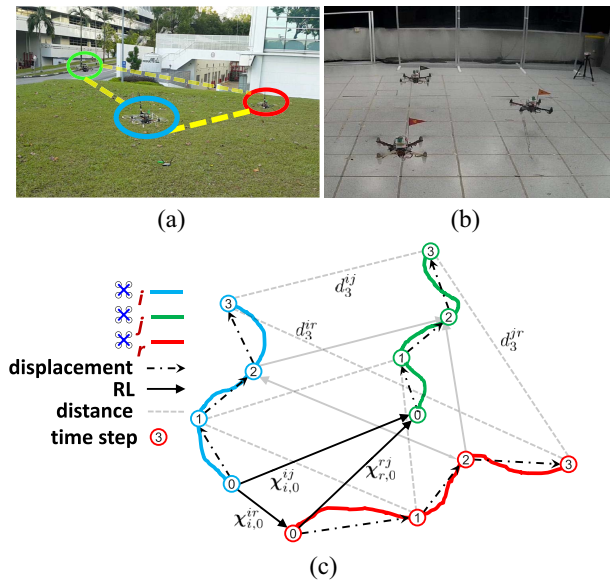 (a)
(b)
i
j
r
displacement
RL
distance
time step 3
3
2
1
0
3
2
1
0
0
1
2
3
d_3^{ij}
d_3^{ir}
d_3^{jr}
χ_{i,0}^{ij}
χ_{r,0}^{rj}
χ_{i,0}^{ir}
(c)